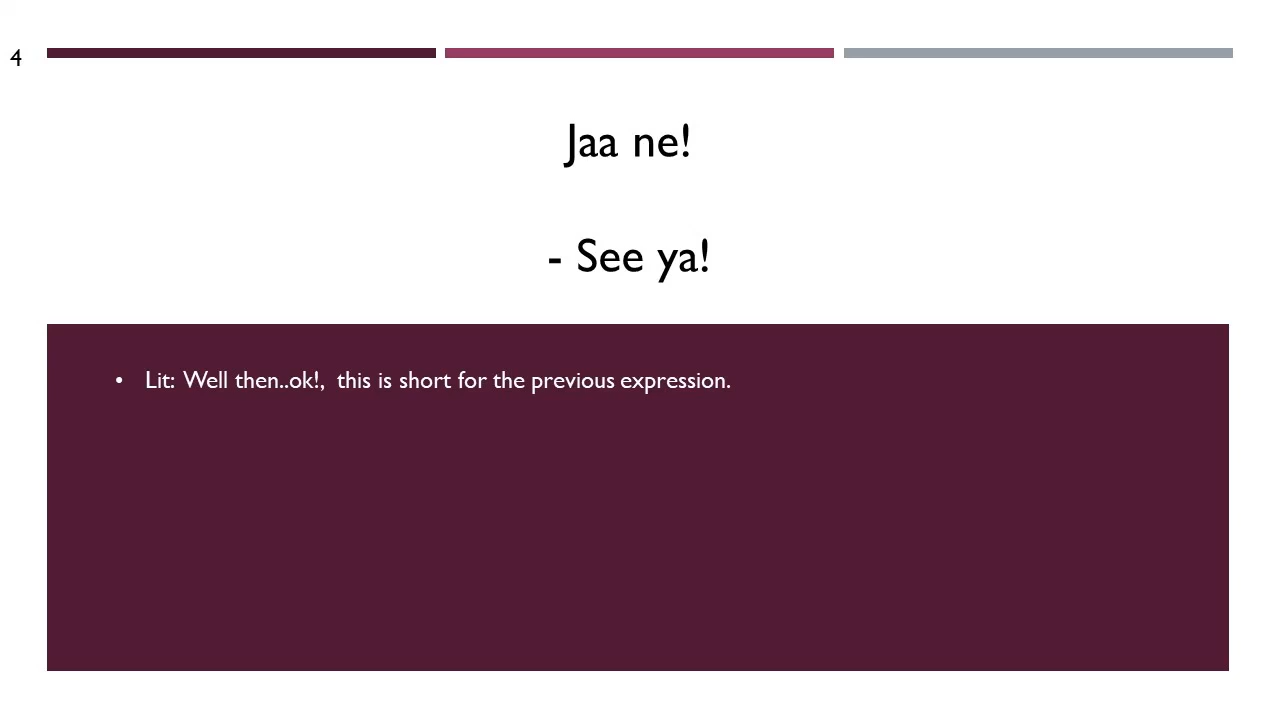 4
Jaa ne!
- See ya!
• Lit: Well then..ok!,  this is short for the previous expression.